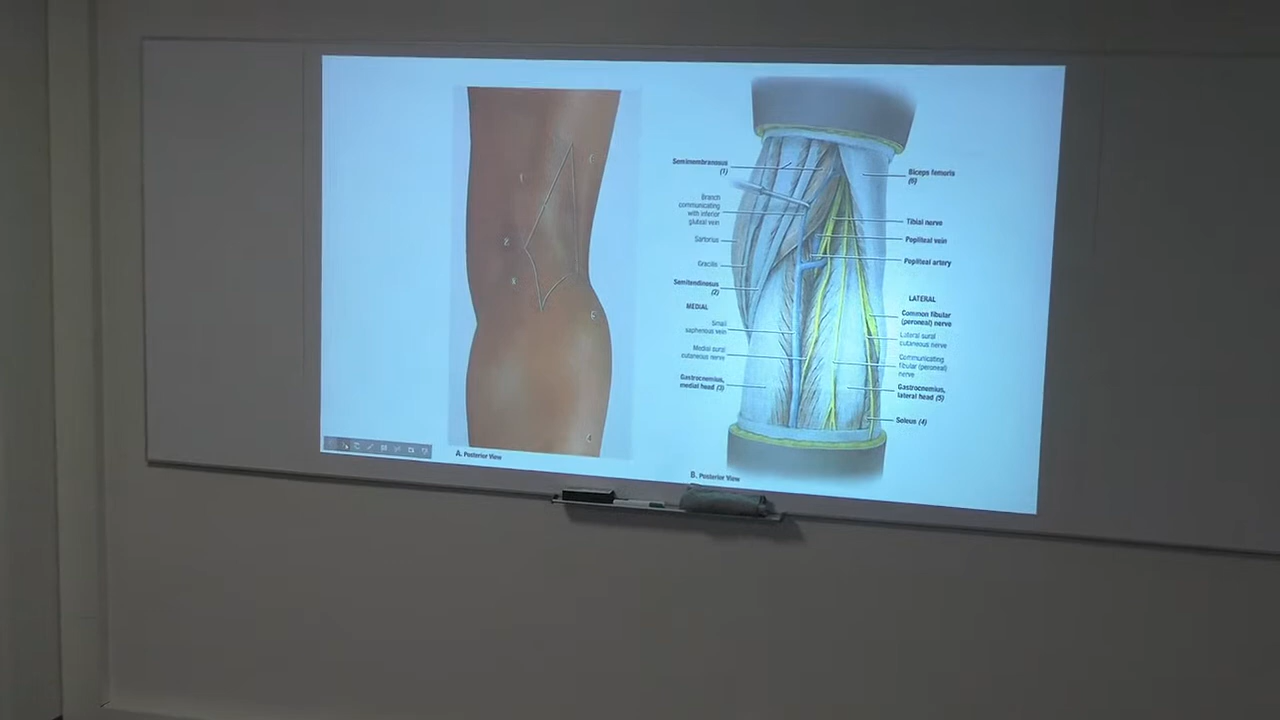 Semimembranosus
(1)
Branch
communicating
with inferior
gluteal vein
Sartorius
Gracilis
Semitendinosus
(2)
MEDIAL
Small
saphenous vein
Medial sural
cutaneous nerve
Gastrocnemius,
medial head (3)
Biceps femoris
(6)
Tibial nerve
Popliteal vein
Popliteal artery
LATERAL
Common fibular
(peroneal) nerve
Lateral sural
cutaneous nerve
Communicating
fibular (peroneal)
nerve
Gastrocnemius,
lateral head (5)
Soleus (4)
A. Posterior View
B. Posterior View